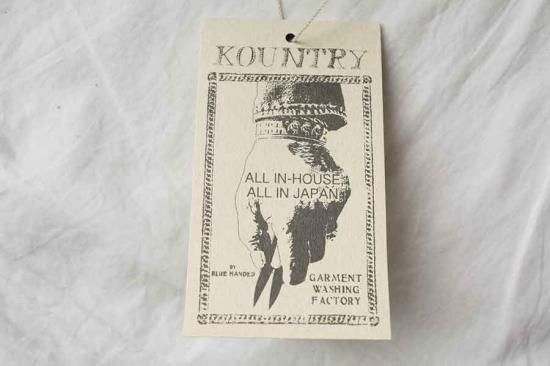 KOUNTRY
ALL IN-HOUSE
ALL IN JAPAN
BY
BLUE HANDED
GARMENT
WASHING
FACTORY